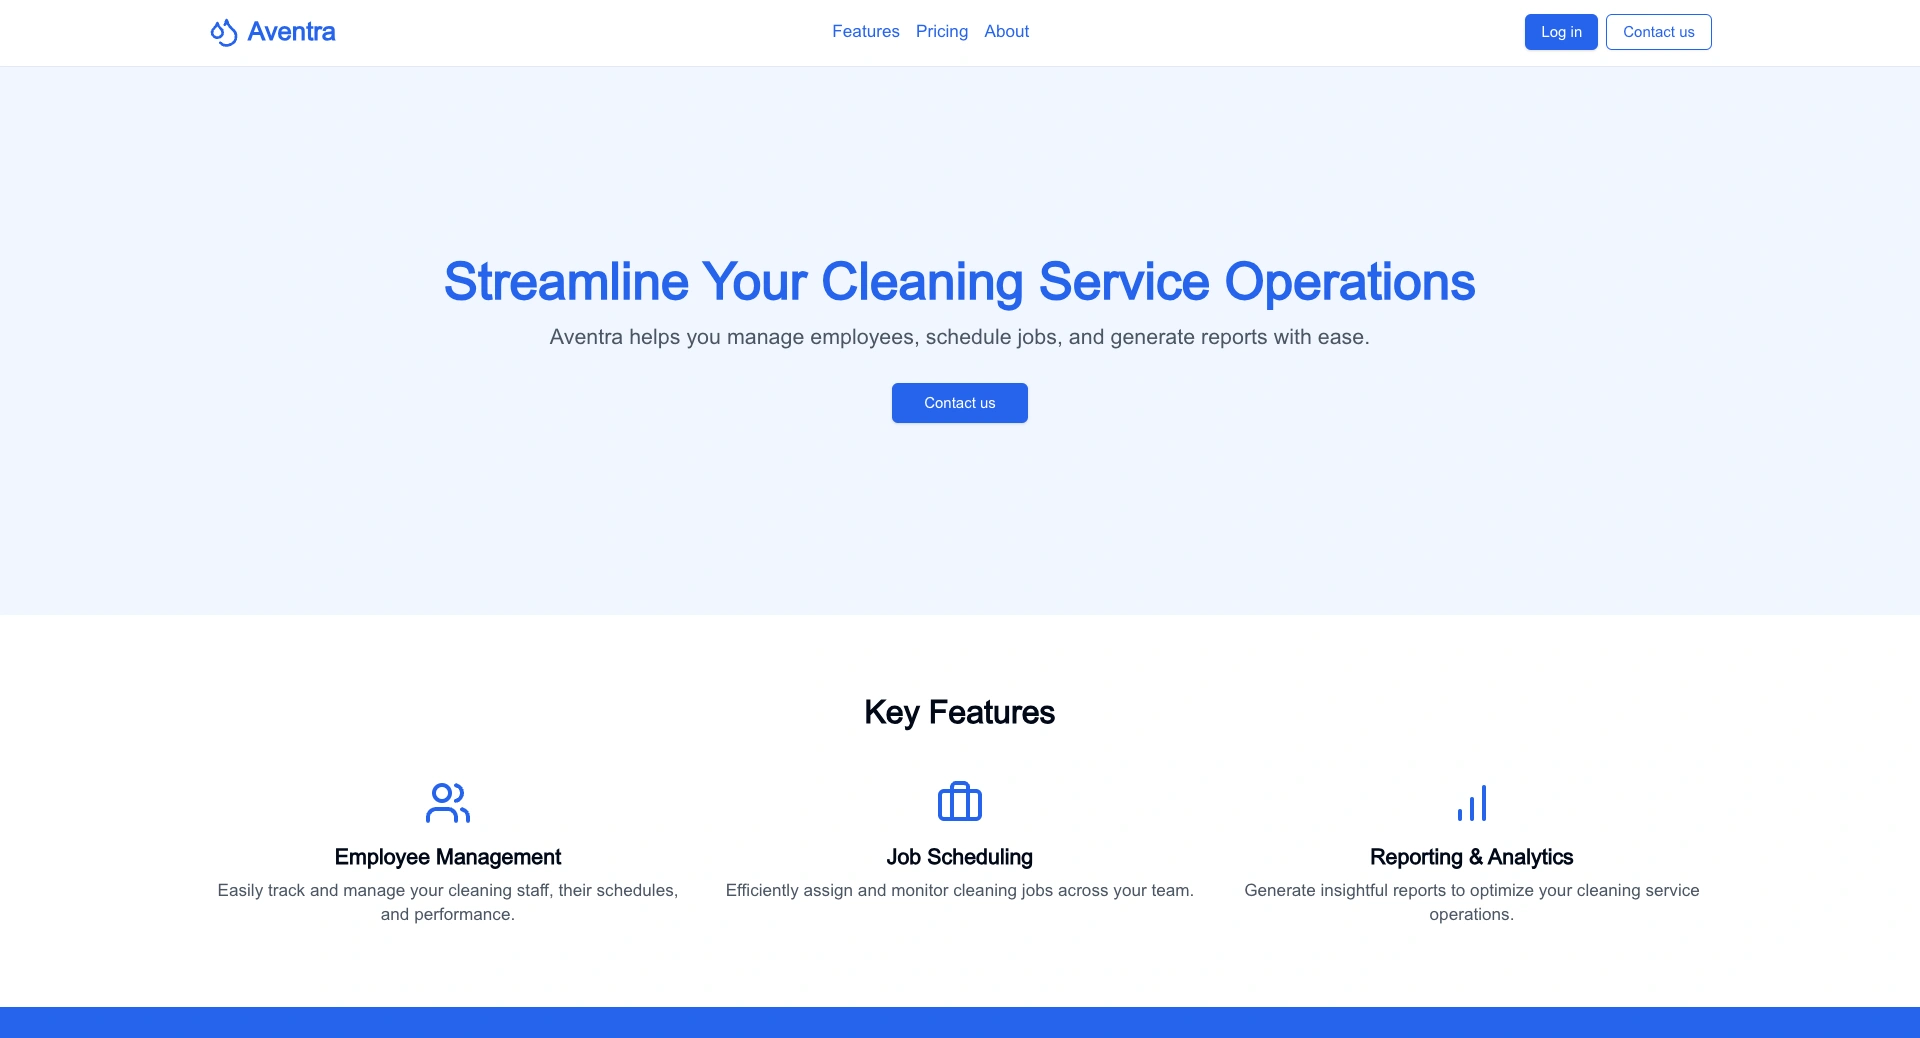 Aventra
Features Pricing About
Log in
Contact us
Streamline Your Cleaning Service Operations
Aventra helps you manage employees, schedule jobs, and generate reports with ease.
Contact us
Key Features
Employee Management
Easily track and manage your cleaning staff, their schedules,
and performance.
Job Scheduling
Efficiently assign and monitor cleaning jobs across your team.
Reporting & Analytics
Generate insightful reports to optimize your cleaning service
operations.